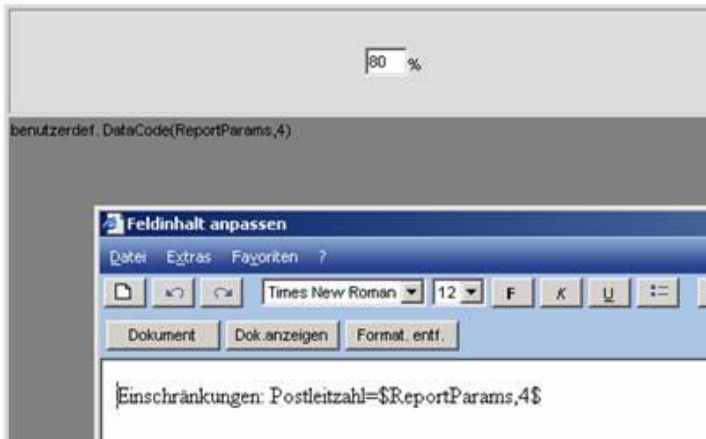 80 %
benutzerdef. DataCode(ReportParams,4)
Feldinhalt anpassen
Datei Extras Favoriten ?
Times New Roman 12 F K U
Dokument Dok.anzeigen Format. entf.
Einschränkungen: Postleitzahl=$ReportParams,4$